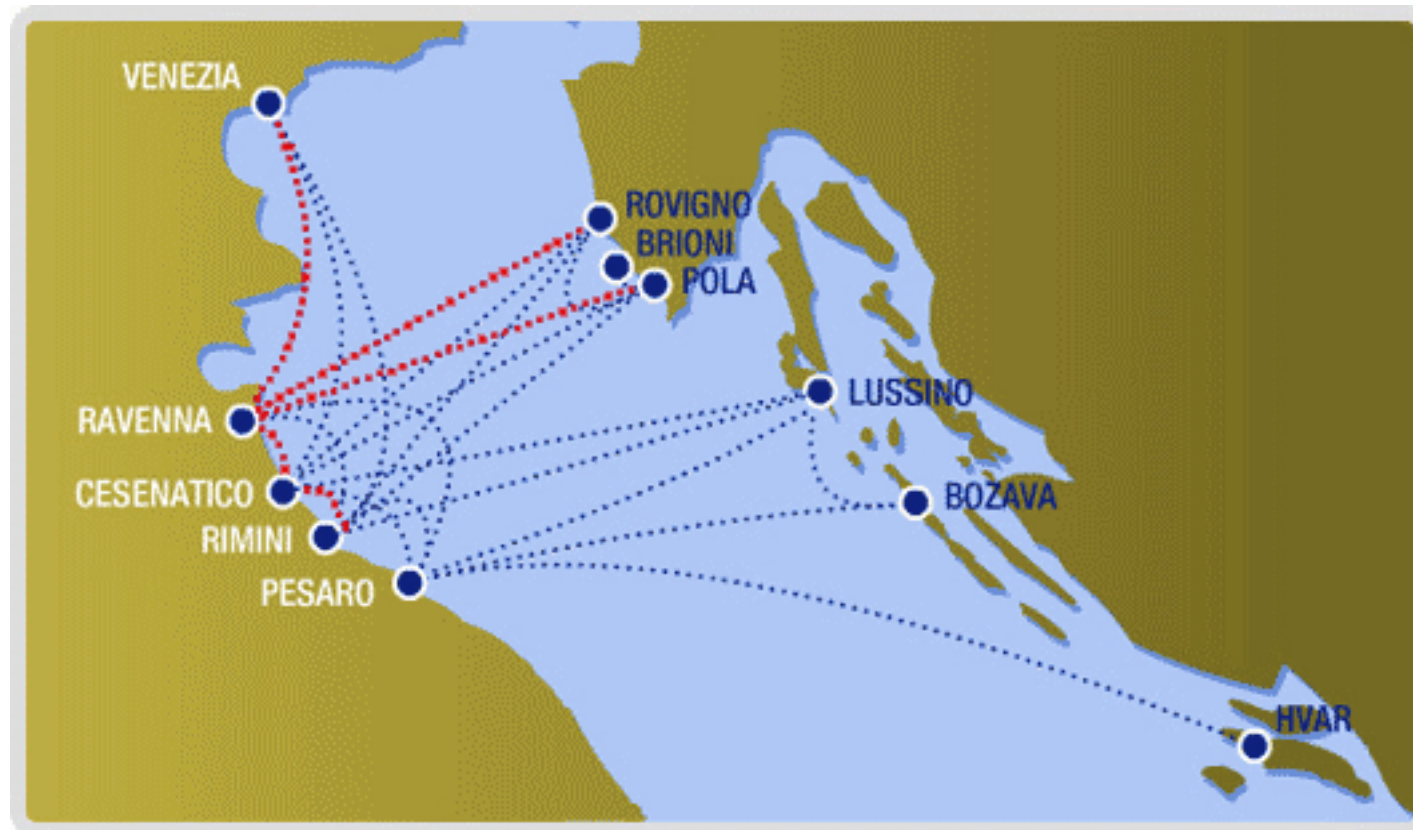 VENEZIA
ROVIGNO
BRIONI
POLA
LUSSINO
RAVENNA
CESENATICO
BOZAVA
RIMINI
PESARO
HVAR